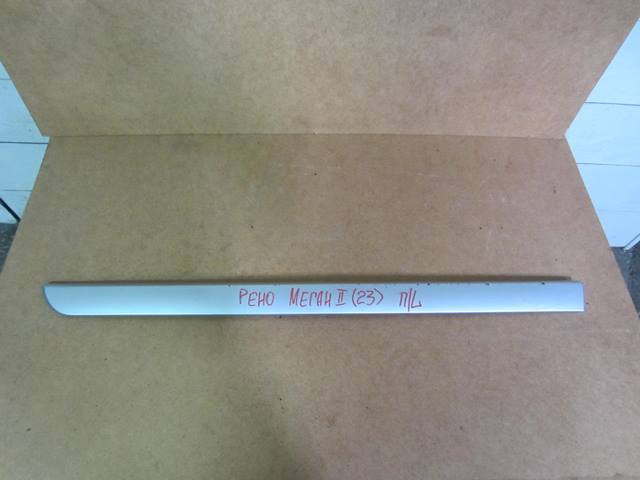 РЕНО МЕГАН II (23) П/L